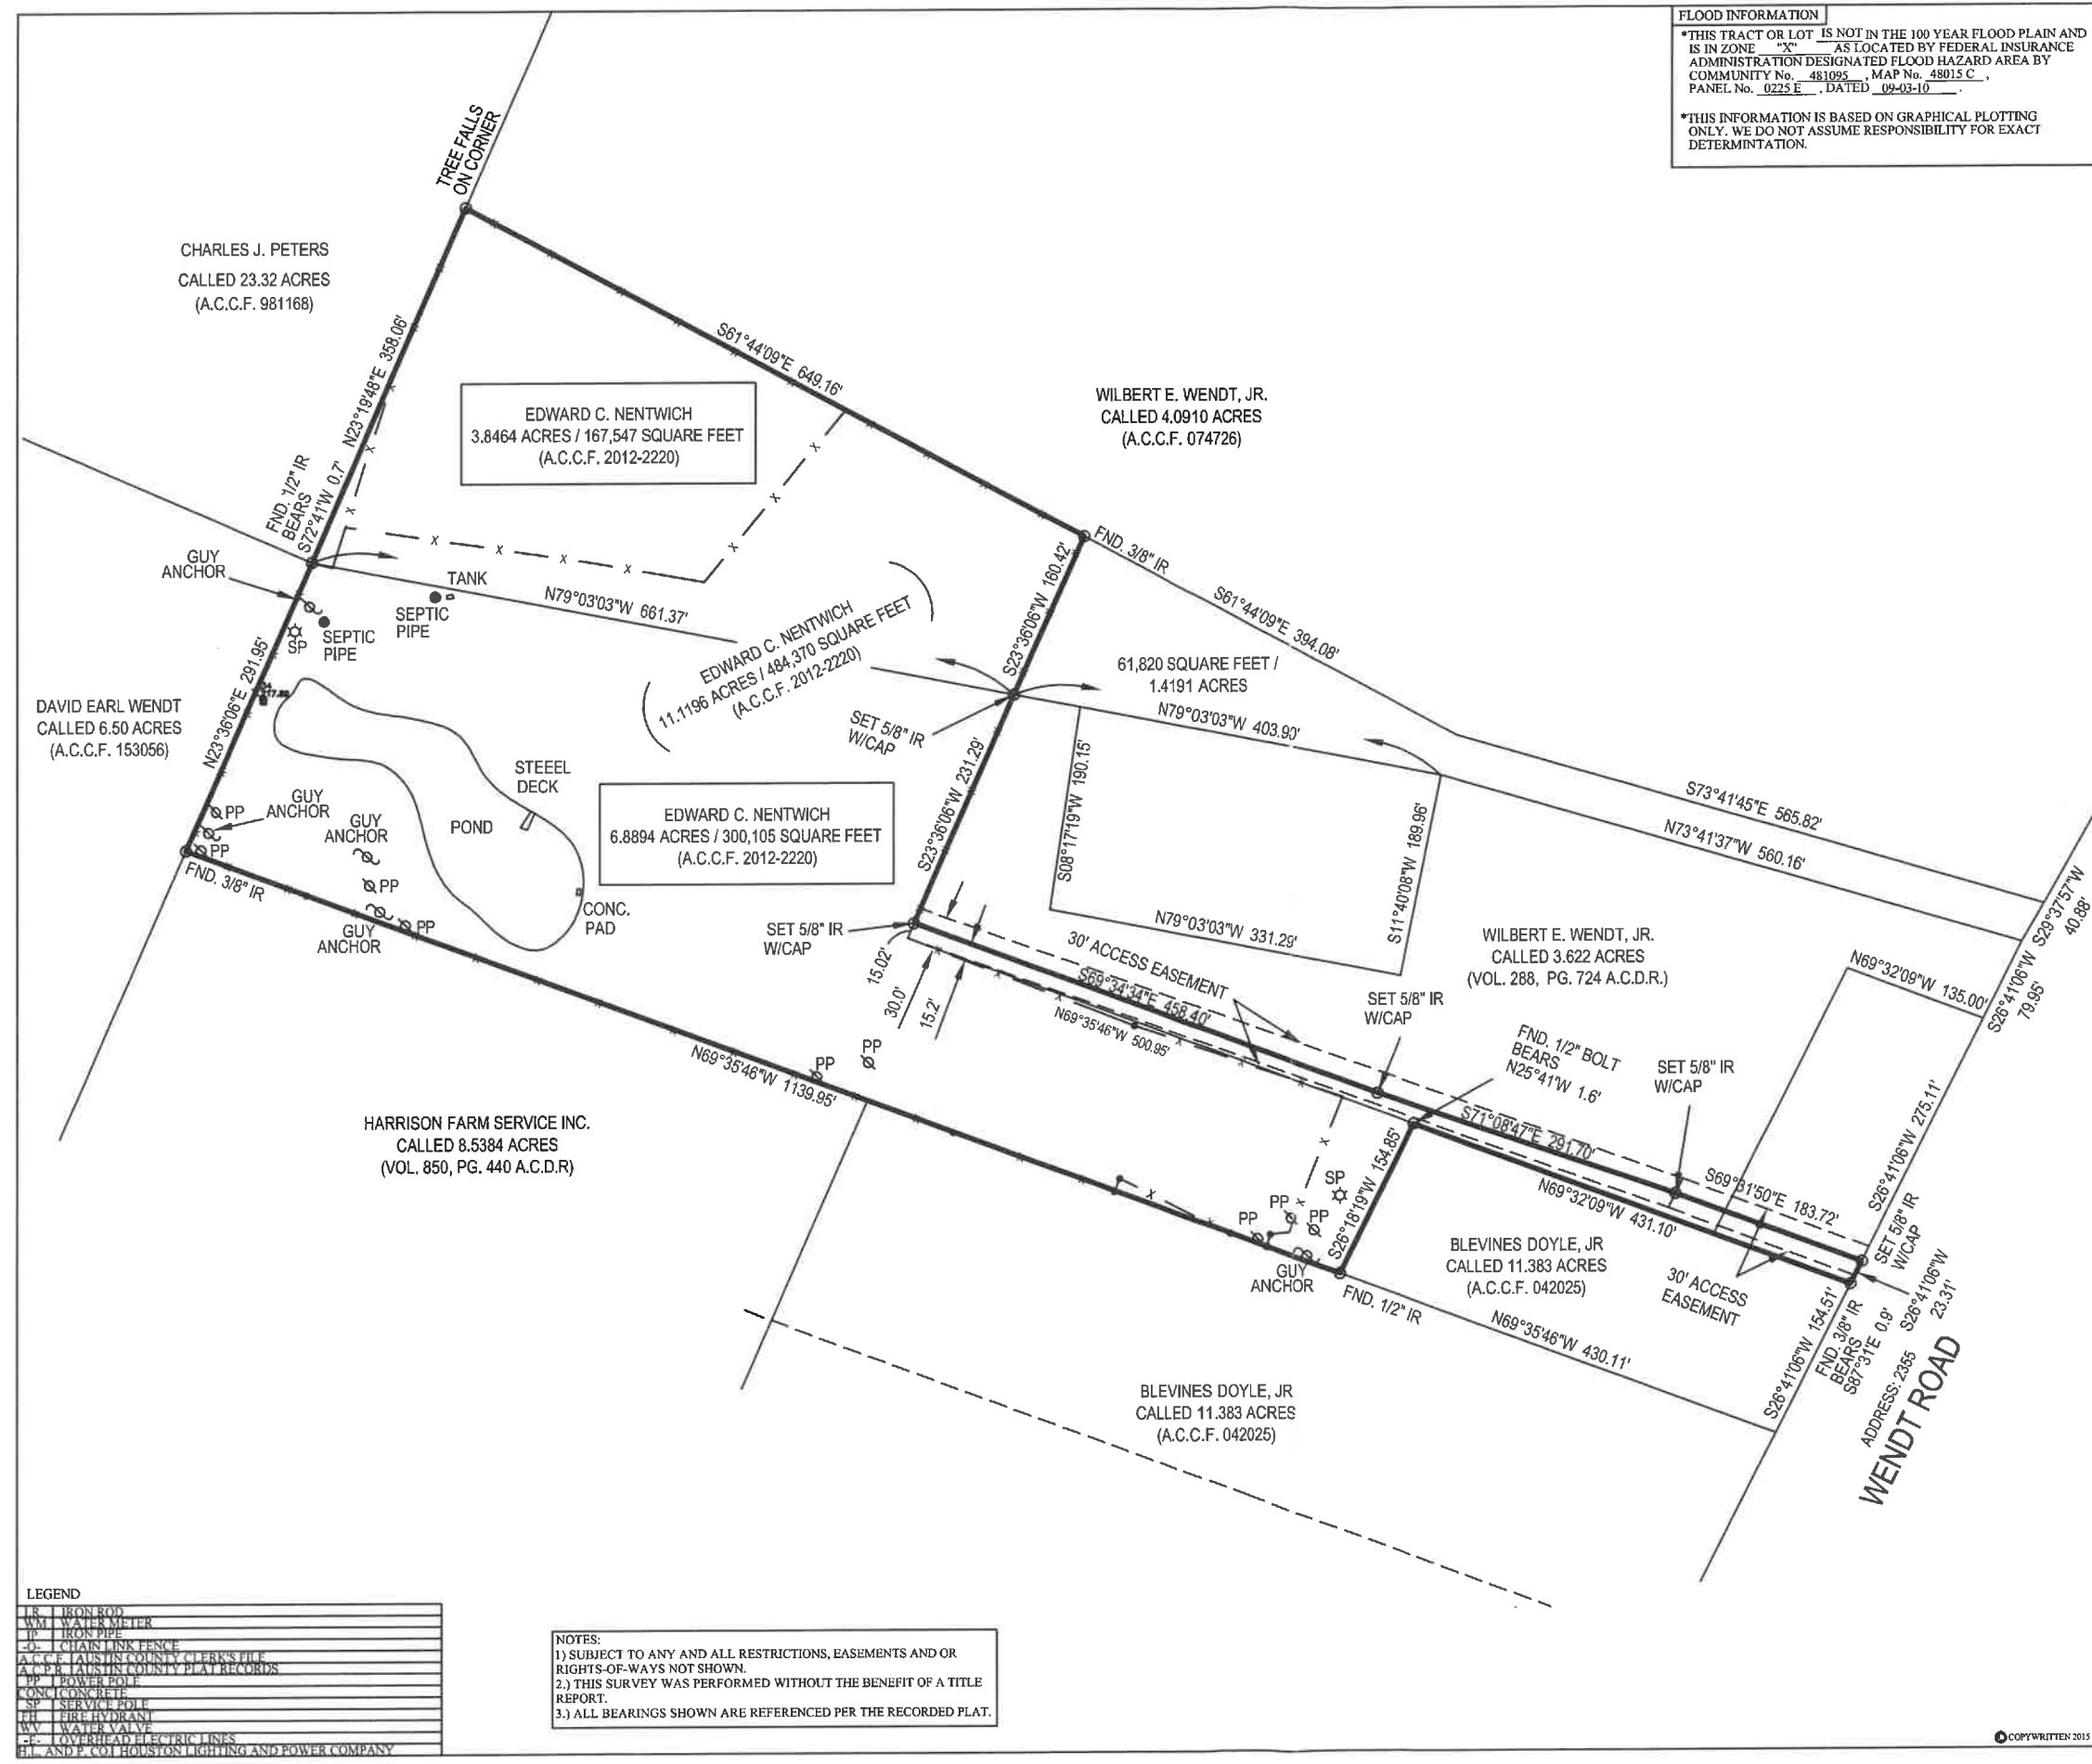 FLOOD INFORMATION
*THIS TRACT OR LOT IS NOT IN THE 100 YEAR FLOOD PLAIN AND
IS IN ZONE "X" AS LOCATED BY FEDERAL INSURANCE
ADMINISTRATION DESIGNATED FLOOD HAZARD AREA BY
COMMUNITY No. 481095 , MAP No. 48015 C ,
PANEL No. 0225 E , DATED 09-03-10 .
*THIS INFORMATION IS BASED ON GRAPHICAL PLOTTING
ONLY. WE DO NOT ASSUME RESPONSIBILITY FOR EXACT
DETERMINTATION.
TREE FALLS
ON CORNER
CHARLES J. PETERS
CALLED 23.32 ACRES
(A.C.C.F. 981168)
N23°19'48"E 358.06'
S61°44'09"E 649.16'
EDWARD C. NENTWICH
3.8464 ACRES / 167,547 SQUARE FEET
(A.C.C.F. 2012-2220)
WILBERT E. WENDT, JR.
CALLED 4.0910 ACRES
(A.C.C.F. 074726)
FND. 1/2" IR
BEARS
S72°41'W 0.7'
GUY
ANCHOR
TANK
SEPTIC
PIPE
SEPTIC
PIPE
SP
N79°03'03"W 661.37'
EDWARD C. NENTWICH
11.1196 ACRES / 484,370 SQUARE FEET
(A.C.C.F. 2012-2220)
FND. 3/8" IR
S23°36'06"W 160.42'
S61°44'09"E 394.08'
61,820 SQUARE FEET /
1.4191 ACRES
N79°03'03"W 403.90'
SET 5/8" IR
W/CAP
S73°41'45"E 565.82'
N73°41'37"W 560.16'
S29°37'57"W
40.88'
DAVID EARL WENDT
CALLED 6.50 ACRES
(A.C.C.F. 153056)
N23°36'06"E 291.95'
STEEEL
DECK
POND
GUY
ANCHOR
GUY
ANCHOR
PP
PP
PP
PP
GUY
ANCHOR
CONC.
PAD
FND. 3/8" IR
EDWARD C. NENTWICH
6.8894 ACRES / 300,105 SQUARE FEET
(A.C.C.F. 2012-2220)
S23°36'06"W 231.29'
S08°17'19"W 190.15'
S11°40'08"W 189.96'
N79°03'03"W 331.29'
SET 5/8" IR
W/CAP
15.02'
30.0'
15.2'
30' ACCESS EASEMENT
S69°34'34"E 458.40'
N69°35'46"W 500.95'
WILBERT E. WENDT, JR.
CALLED 3.622 ACRES
(VOL. 288, PG. 724 A.C.D.R.)
N69°32'09"W 135.00'
S26°41'06"W
79.95'
SET 5/8" IR
W/CAP
FND. 1/2" BOLT
BEARS
N25°41'W 1.6'
SET 5/8" IR
W/CAP
S71°08'47"E 291.70'
S69°31'50"E 183.72'
N69°32'09"W 431.10'
S26°41'06"W 275.11'
SET 5/8" IR
W/CAP
S26°41'06"W
23.31'
PP
PP
N69°35'46"W 1139.95'
HARRISON FARM SERVICE INC.
CALLED 8.5384 ACRES
(VOL. 850, PG. 440 A.C.D.R)
SP
PP
PP
PP
GUY
ANCHOR
S26°18'19"W 154.85'
FND. 1/2" IR
BLEVINES DOYLE, JR
CALLED 11.383 ACRES
(A.C.C.F. 042025)
30' ACCESS
EASEMENT
N69°35'46"W 430.11'
S26°41'06"W 154.51'
FND. 3/8" IR
BEARS
S87°31'E 0.9'
ADDRESS: 2355
WENDT ROAD
BLEVINES DOYLE, JR
CALLED 11.383 ACRES
(A.C.C.F. 042025)
LEGEND
I.R. IRON ROD
WM WATER METER
IP IRON PIPE
-O- CHAIN LINK FENCE
A.C.C.F. AUSTIN COUNTY CLERK'S FILE
A.C.P.R. AUSTIN COUNTY PLAT RECORDS
PP POWER POLE
CONC CONCRETE
SP SERVICE POLE
FH FIRE HYDRANT
WV WATER VALVE
-E- OVERHEAD ELECTRIC LINES
H.L. AND P. CO. HOUSTON LIGHTING AND POWER COMPANY
NOTES:
1) SUBJECT TO ANY AND ALL RESTRICTIONS, EASEMENTS AND OR
RIGHTS-OF-WAYS NOT SHOWN.
2.) THIS SURVEY WAS PERFORMED WITHOUT THE BENEFIT OF A TITLE
REPORT.
3.) ALL BEARINGS SHOWN ARE REFERENCED PER THE RECORDED PLAT.
© COPYWRITTEN 2015